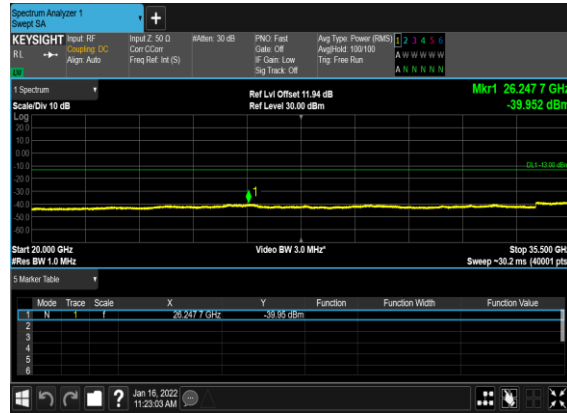 Spectrum Analyzer 1
Swept SA
+
KEYSIGHT Input: RF Input Z: 50 Ω #Atten: 30 dB PNO: Fast Avg Type: Power (RMS) 1 2 3 4 5 6
RL Coupling: DC Corr CCorr Gate: Off Avg|Hold: 100/100 A W W W W W
Align: Auto Freq Ref: Int (S) IF Gain: Low Trig: Free Run
Sig Track: Off A N N N N N
1 Spectrum
Ref Lvl Offset 11.94 dB Mkr1 26.247 7 GHz
Scale/Div 10 dB Ref Level 30.00 dBm -39.952 dBm
Log
20.0
10.0
0.00
-10.0
DL1 -13.00 dBm
-20.0
-30.0
1
-40.0
-50.0
-60.0
Start 20.000 GHz Video BW 3.0 MHz* Stop 35.500 GHz
#Res BW 1.0 MHz Sweep ~30.2 ms (40001 pts)
5 Marker Table
Mode Trace Scale X Y Function Function Width Function Value
1 N 1 f 26.247 7 GHz -39.95 dBm
2
3
4
5
6
? Jan 16, 2022
11:23:03 AM